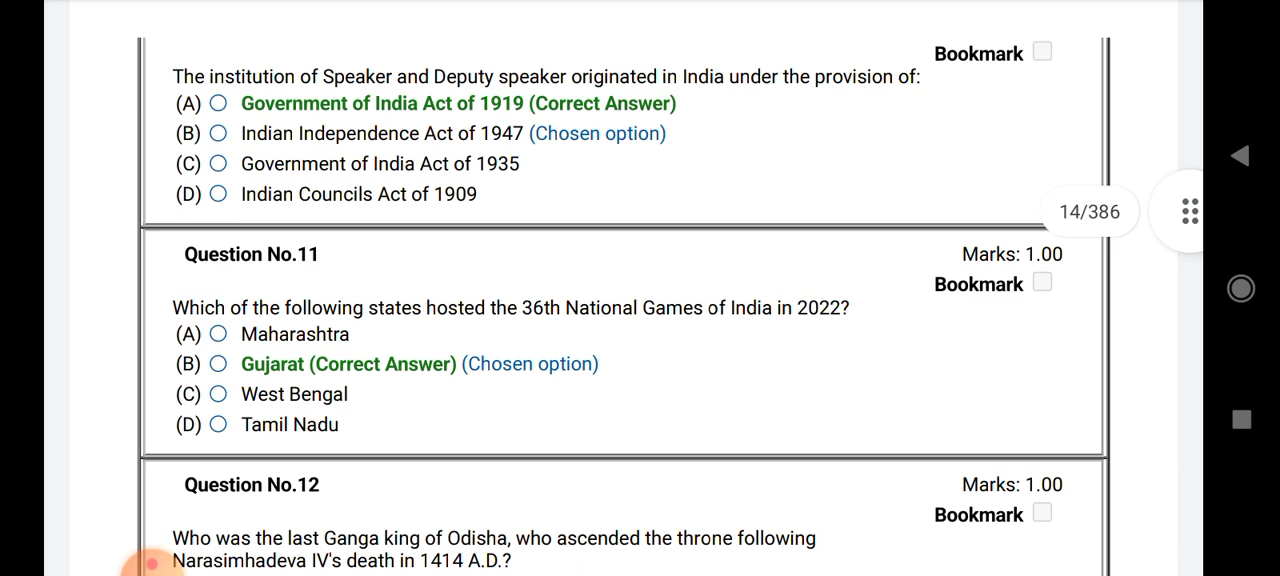 Bookmark
The institution of Speaker and Deputy speaker originated in India under the provision of:
(A) Government of India Act of 1919 (Correct Answer)
(B) Indian Independence Act of 1947 (Chosen option)
(C) Government of India Act of 1935
(D) Indian Councils Act of 1909
14/386
Question No.11 Marks: 1.00
Bookmark
Which of the following states hosted the 36th National Games of India in 2022?
(A) Maharashtra
(B) Gujarat (Correct Answer) (Chosen option)
(C) West Bengal
(D) Tamil Nadu
Question No.12 Marks: 1.00
Bookmark
Who was the last Ganga king of Odisha, who ascended the throne following
Narasimhadeva IV's death in 1414 A.D.?